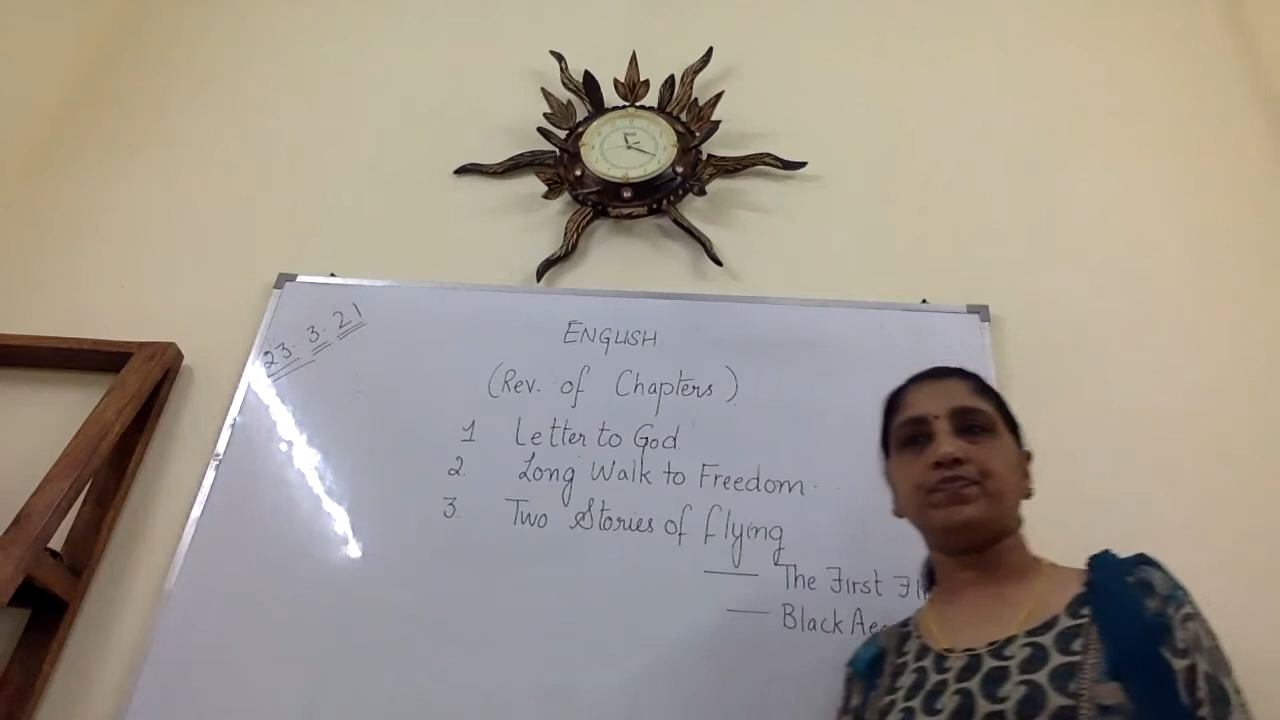 23.3.21
ENGLISH
(Rev. of Chapters)
1 Letter to God
2. Long Walk to Freedom.
3. Two Stories of flying
— The First
— Black